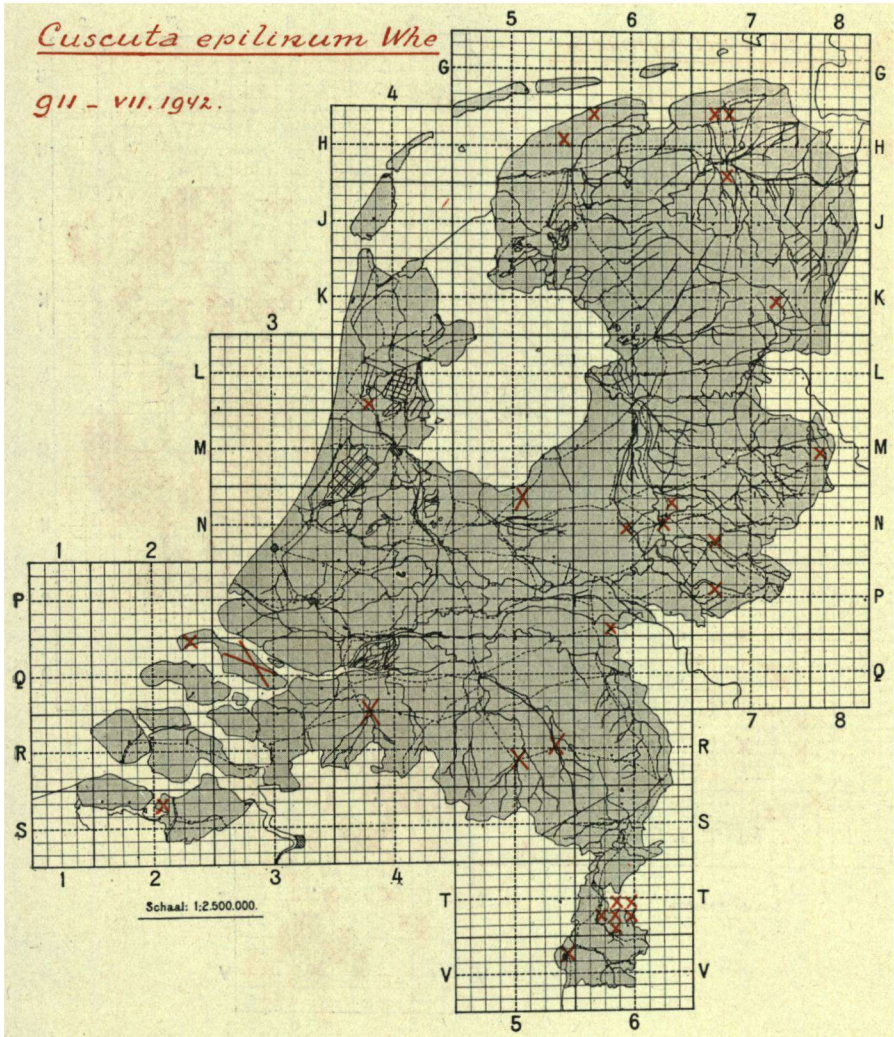 Cuscuta epilinum Whe
911 - VII. 1942.
5 6 7 8
G G
4
H H
J J
K K
3
L L
M M
N N
1 2
P P
Q Q
7 8
R R
S S
1 2 3 4
Schaal: 1:2.500.000.
T T
V V
5 6